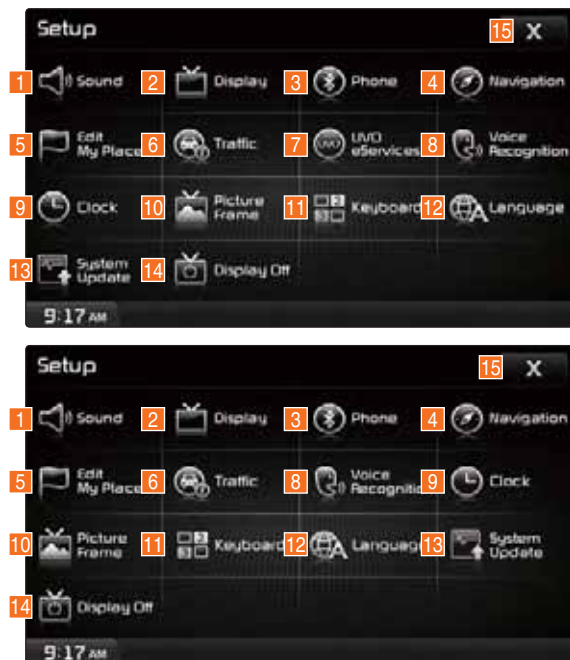 Setup
15 X
1 Sound 2 Display 3 Phone 4 Navigation
5 Edit My Place 6 Traffic 7 UVO eServices 8 Voice Recognition
9 Clock 10 Picture Frame 11 Keyboard 12 Language
13 System Update 14 Display Off
9:17 AM
Setup
15 X
1 Sound 2 Display 3 Phone 4 Navigation
5 Edit My Place 6 Traffic 8 Voice Recognitio 9 Clock
10 Picture Frame 11 Keyboard 12 Languag 13 System Update
14 Display Off
9:17 AM